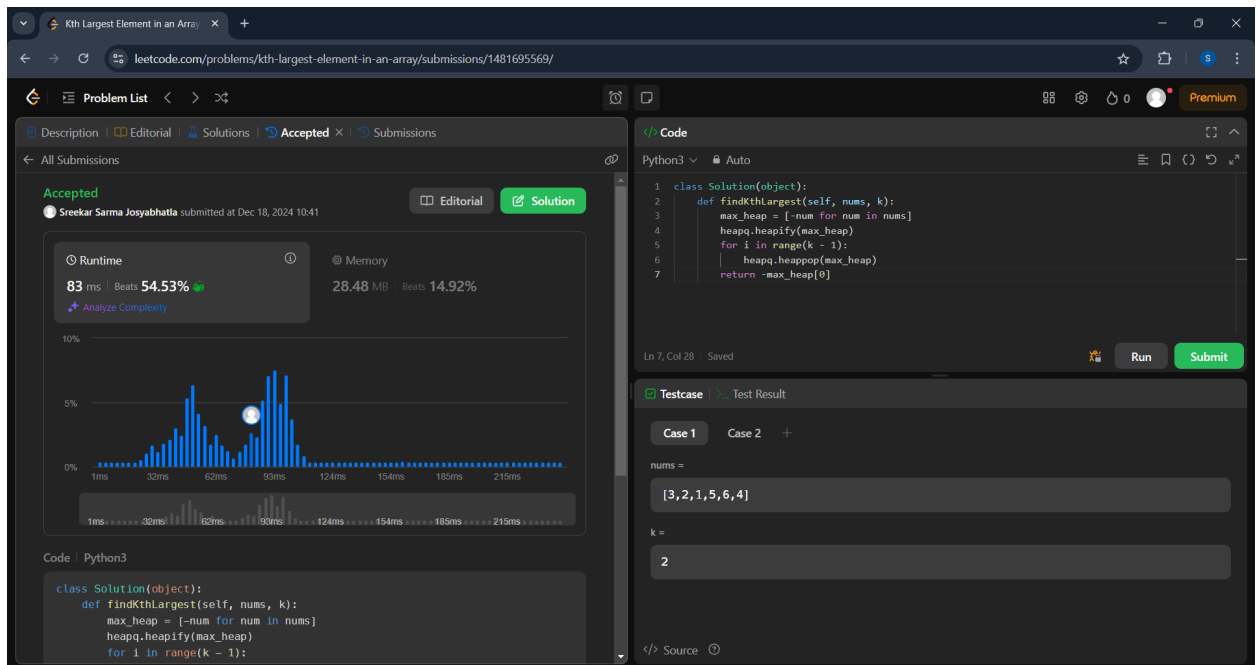 Kth Largest Element in an Array
leetcode.com/problems/kth-largest-element-in-an-array/submissions/1481695569/
S
Problem List
0
Premium
Description | Editorial | Solutions | Accepted × | Submissions
All Submissions
Accepted
Sreekar Sarma Josyabhatla submitted at Dec 18, 2024 10:41
Editorial
Solution
Runtime
83 ms | Beats 54.53%
Analyze Complexity
Memory
28.48 MB | Beats 14.92%
10%
5%
0%
1ms 32ms 62ms 93ms 124ms 154ms 185ms 215ms
1ms 32ms 62ms 93ms 124ms 154ms 185ms 215ms
Code | Python3
class Solution(object):
    def findKthLargest(self, nums, k):
        max_heap = [-num for num in nums]
        heapq.heapify(max_heap)
        for i in range(k - 1):
</> Code
Python3 Auto
1 class Solution(object):
2     def findKthLargest(self, nums, k):
3         max_heap = [-num for num in nums]
4         heapq.heapify(max_heap)
5         for i in range(k - 1):
6             heapq.heappop(max_heap)
7         return -max_heap[0]
Ln 7, Col 28 | Saved
Run
Submit
Testcase | >_ Test Result
Case 1 Case 2 +
nums =
[3,2,1,5,6,4]
k =
2
</> Source